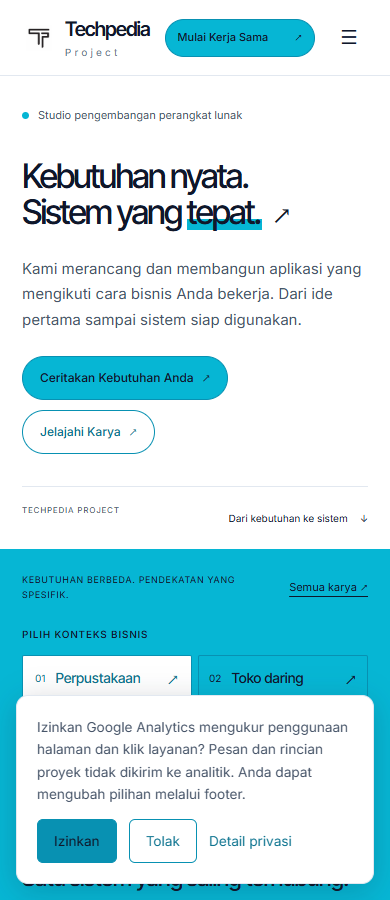 Techpedia
Project
Mulai Kerja Sama ↗
☰
Studio pengembangan perangkat lunak
Kebutuhan nyata.
Sistem yang tepat. ↗
Kami merancang dan membangun aplikasi yang
mengikuti cara bisnis Anda bekerja. Dari ide
pertama sampai sistem siap digunakan.
Ceritakan Kebutuhan Anda ↗
Jelajahi Karya ↗
TECHPEDIA PROJECT
Dari kebutuhan ke sistem ↓
KEBUTUHAN BERBEDA. PENDEKATAN YANG
SPESIFIK.
Semua karya ↗
PILIH KONTEKS BISNIS
01 Perpustakaan ↗
02 Toko daring ↗
Izinkan Google Analytics mengukur penggunaan
halaman dan klik layanan? Pesan dan rincian
proyek tidak dikirim ke analitik. Anda dapat
mengubah pilihan melalui footer.
Izinkan
Tolak
Detail privasi